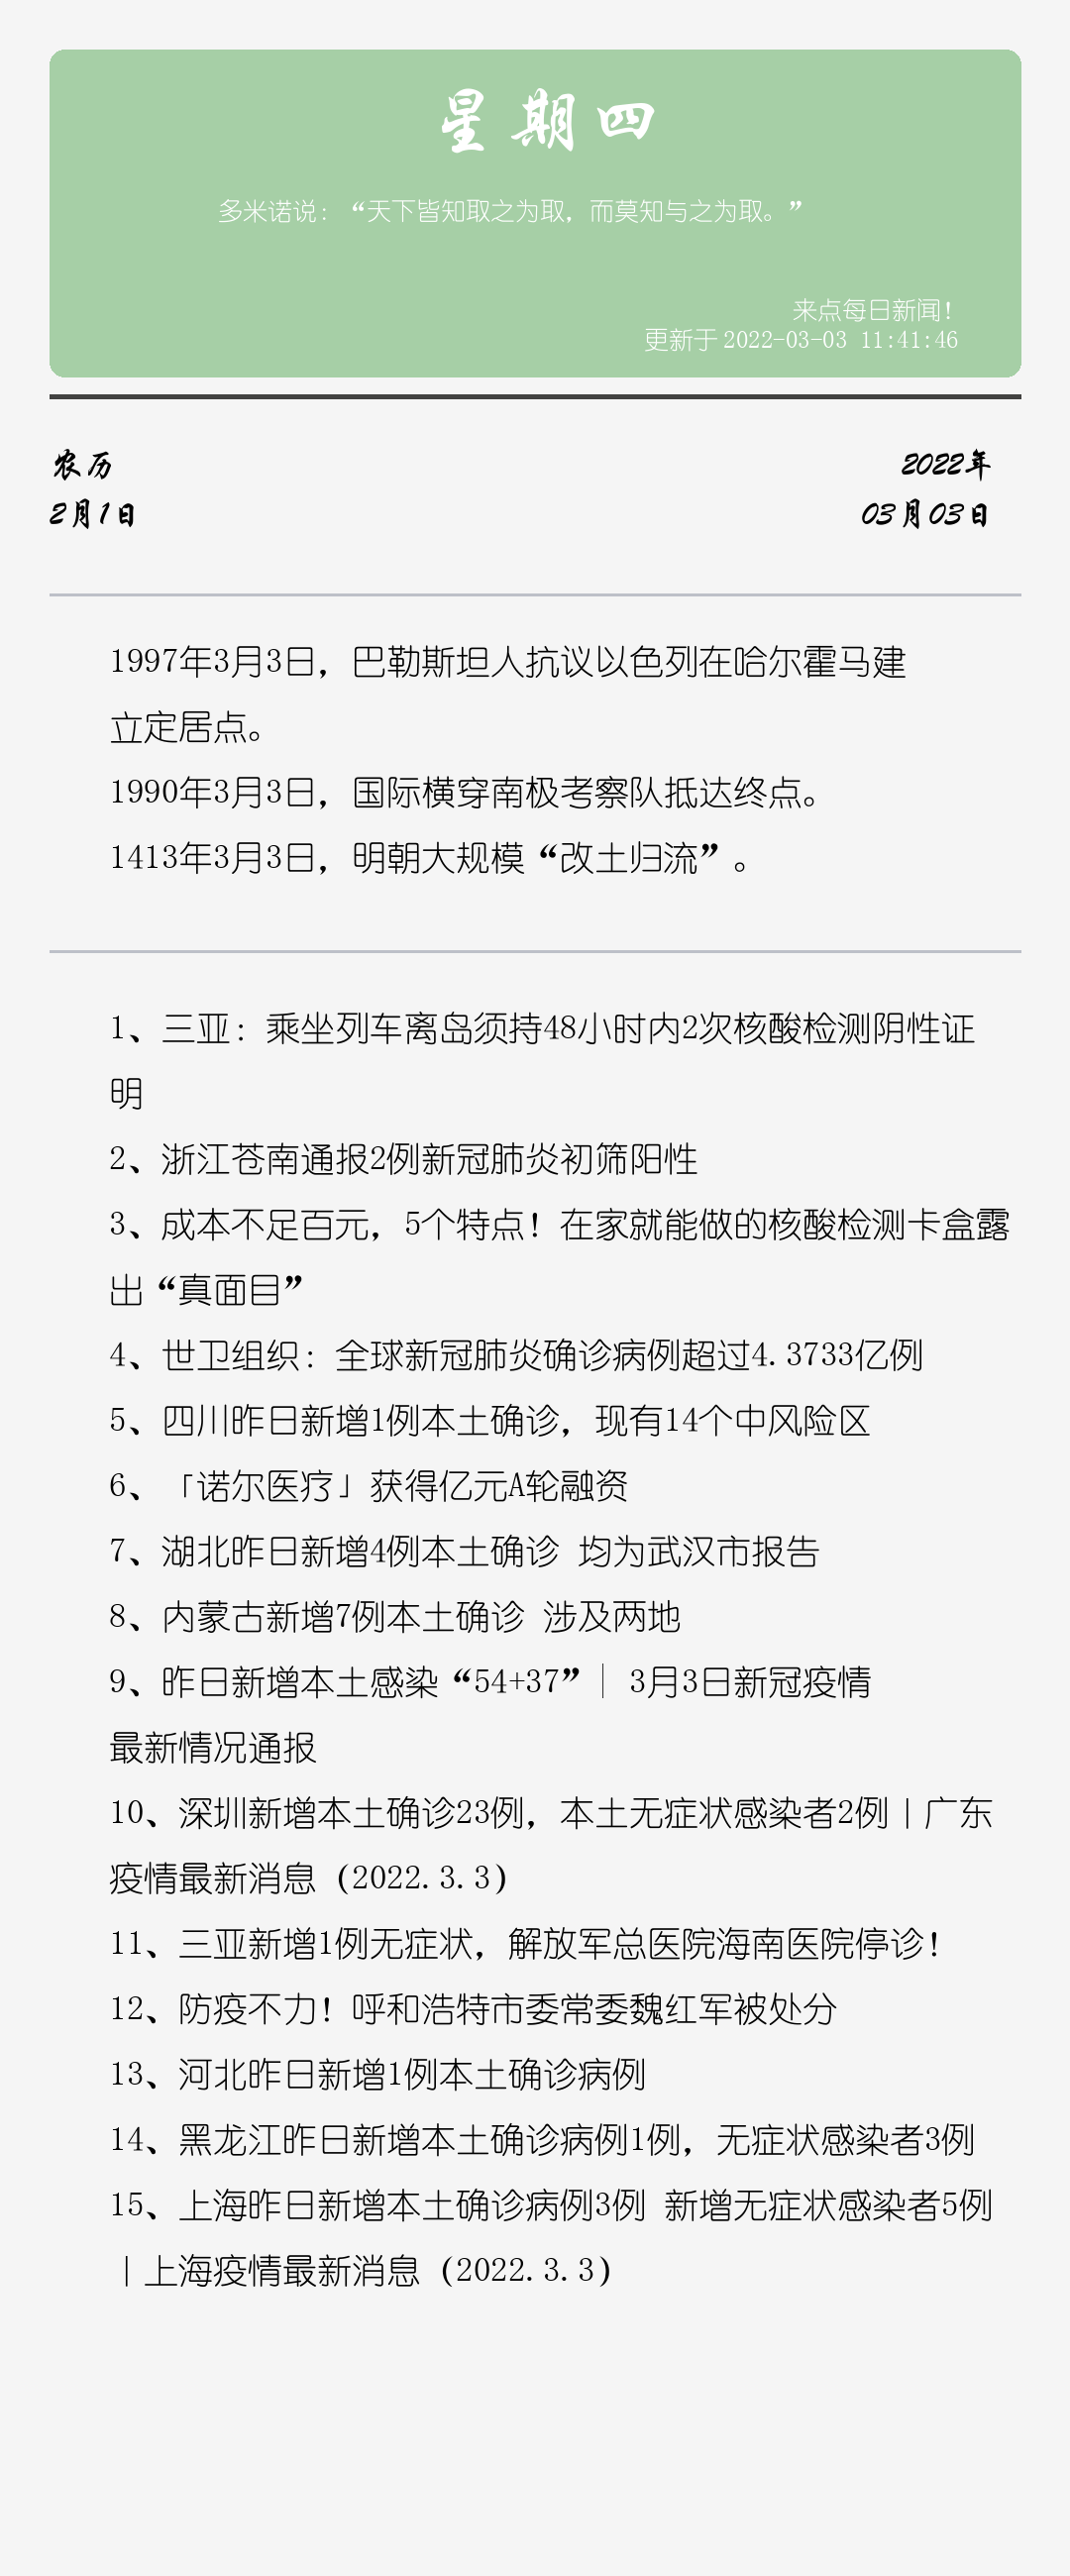 星期四
多米诺说：“天下皆知取之为取，而莫知与之为取。”
来点每日新闻！
更新于 2022-03-03 11:41:46
农历
2022年
2月1日
03月03日
1997年3月3日，巴勒斯坦人抗议以色列在哈尔霍马建
立定居点。
1990年3月3日，国际横穿南极考察队抵达终点。
1413年3月3日，明朝大规模“改土归流”。
1、三亚：乘坐列车离岛须持48小时内2次核酸检测阴性证
明
2、浙江苍南通报2例新冠肺炎初筛阳性
3、成本不足百元，5个特点！在家就能做的核酸检测卡盒露
出“真面目”
4、世卫组织：全球新冠肺炎确诊病例超过4.3733亿例
5、四川昨日新增1例本土确诊，现有14个中风险区
6、「诺尔医疗」获得亿元A轮融资
7、湖北昨日新增4例本土确诊 均为武汉市报告
8、内蒙古新增7例本土确诊 涉及两地
9、昨日新增本土感染“54+37”│ 3月3日新冠疫情
最新情况通报
10、深圳新增本土确诊23例，本土无症状感染者2例丨广东
疫情最新消息（2022.3.3）
11、三亚新增1例无症状，解放军总医院海南医院停诊！
12、防疫不力！呼和浩特市委常委魏红军被处分
13、河北昨日新增1例本土确诊病例
14、黑龙江昨日新增本土确诊病例1例，无症状感染者3例
15、上海昨日新增本土确诊病例3例 新增无症状感染者5例
丨上海疫情最新消息（2022.3.3）